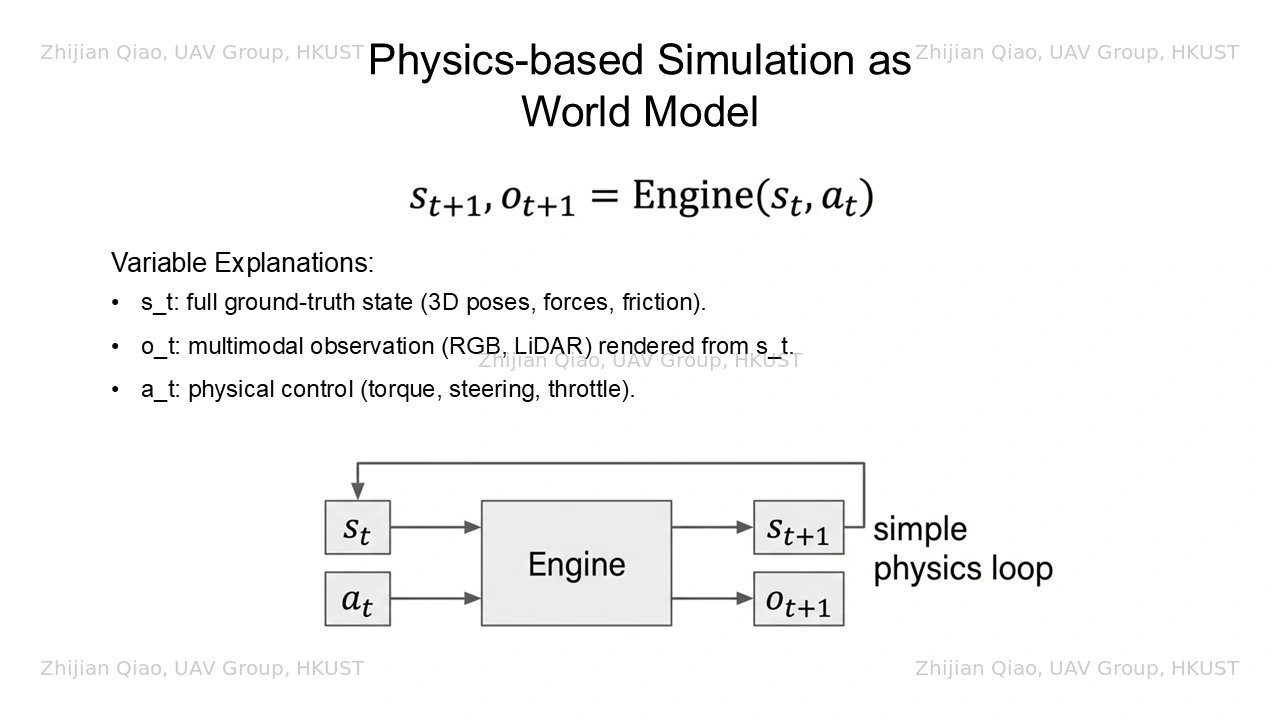 Zhijian Qiao, UAV Group, HKUST
Zhijian Qiao, UAV Group, HKUST
Physics-based Simulation as
World Model
s_{t+1}, o_{t+1} = Engine(s_t, a_t)
Variable Explanations:
• s_t: full ground-truth state (3D poses, forces, friction).
• o_t: multimodal observation (RGB, LiDAR) rendered from s_t.
Zhijian Qiao, UAV Group, HKUST
• a_t: physical control (torque, steering, throttle).
s_t
s_{t+1}
simple
Engine
physics loop
a_t
o_{t+1}
Zhijian Qiao, UAV Group, HKUST
Zhijian Qiao, UAV Group, HKUST